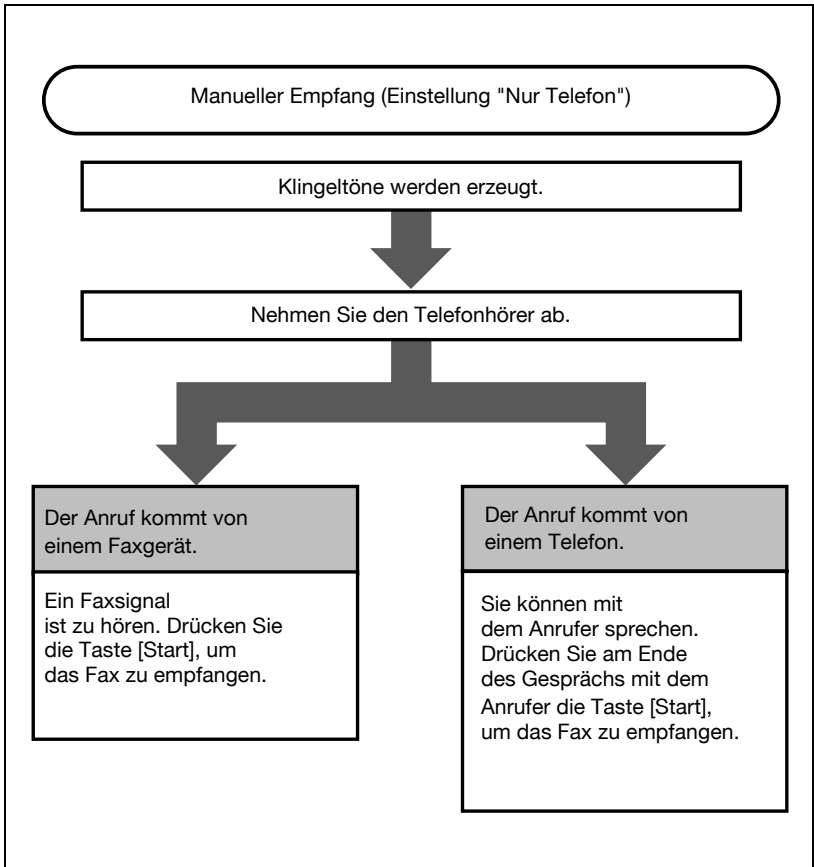 Manueller Empfang (Einstellung "Nur Telefon")
Klingeltöne werden erzeugt.
Nehmen Sie den Telefonhörer ab.
Der Anruf kommt von
einem Faxgerät.
Ein Faxsignal
ist zu hören. Drücken Sie
die Taste [Start], um
das Fax zu empfangen.
Der Anruf kommt von
einem Telefon.
Sie können mit
dem Anrufer sprechen.
Drücken Sie am Ende
des Gesprächs mit dem
Anrufer die Taste [Start],
um das Fax zu empfangen.